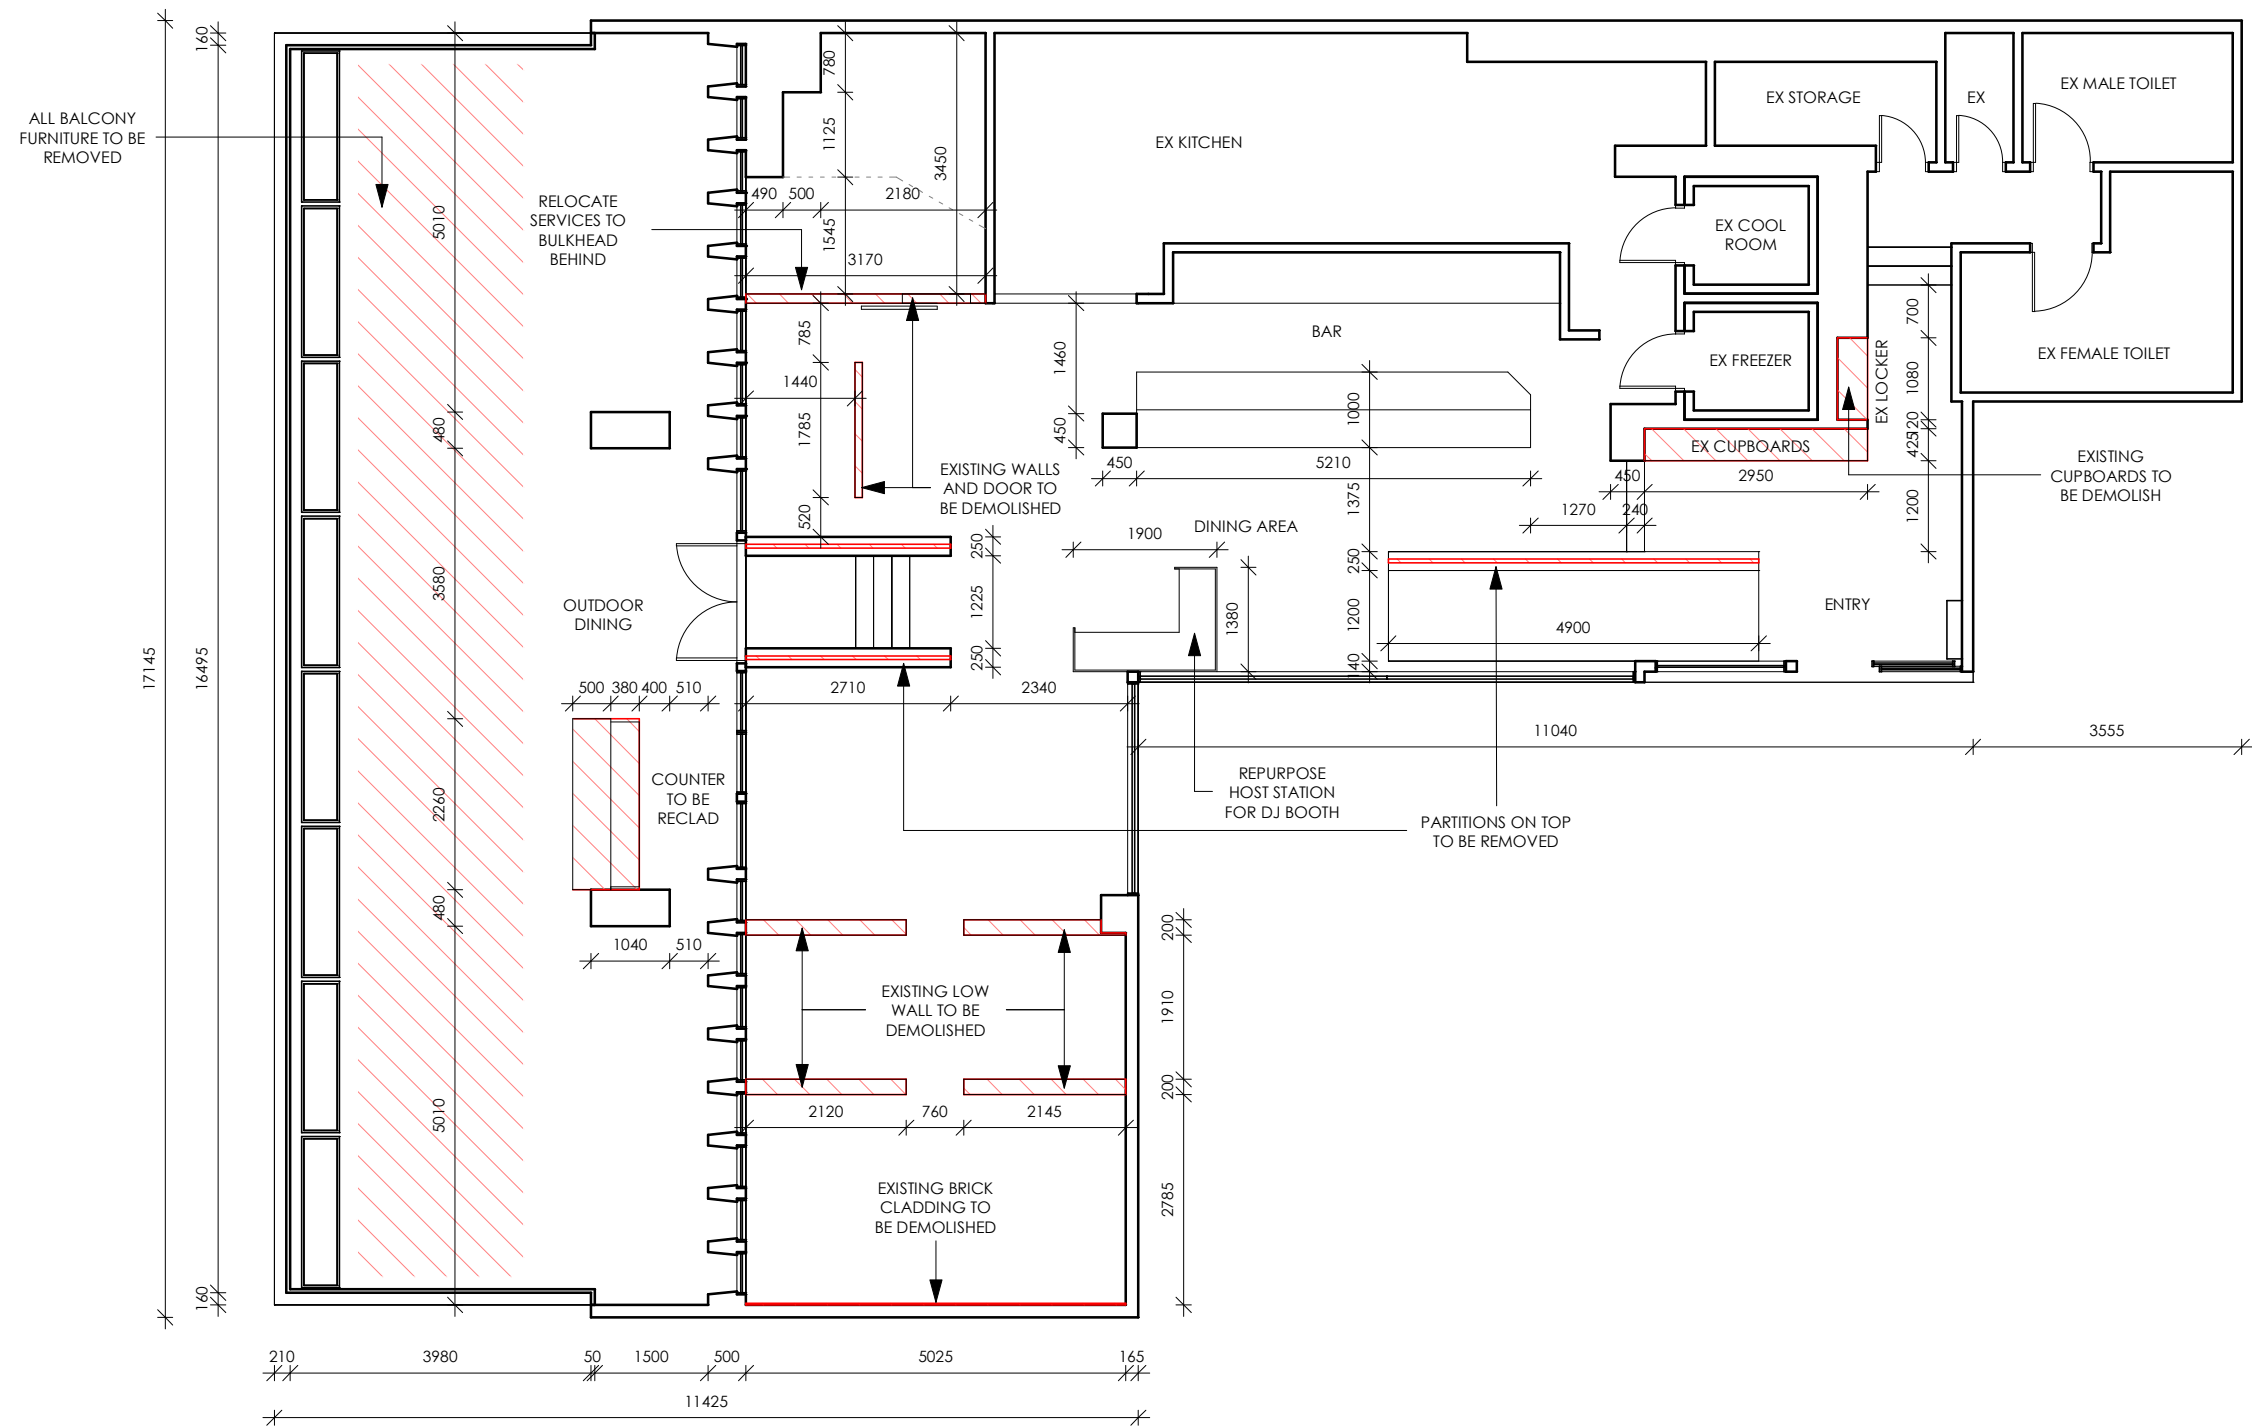 160
780
EX STORAGE
EX
EX MALE TOILET
ALL BALCONY
FURNITURE TO BE
REMOVED
1125
3450
EX KITCHEN
RELOCATE
SERVICES TO
BULKHEAD
BEHIND
490
500
2180
5010
1545
EX COOL
ROOM
3170
785
1460
BAR
700
EX FREEZER
EX LOCKER
1080
EX FEMALE TOILET
1440
1785
480
450
1000
120
425
EX CUPBOARDS
EXISTING WALLS
AND DOOR TO
BE DEMOLISHED
450
5210
450
2950
EXISTING
CUPBOARDS TO
BE DEMOLISH
520
1375
1270
240
1200
DINING AREA
1900
250
250
3580
OUTDOOR
DINING
1225
1380
1200
ENTRY
4900
17145
16495
250
140
500
380
400
510
2710
2340
11040
3555
COUNTER
TO BE
RECLAD
2260
REPURPOSE
HOST STATION
FOR DJ BOOTH
PARTITIONS ON TOP
TO BE REMOVED
480
200
1040
510
EXISTING LOW
WALL TO BE
DEMOLISHED
1910
200
5010
2120
760
2145
EXISTING BRICK
CLADDING TO
BE DEMOLISHED
2785
160
210
3980
50
1500
500
5025
165
11425